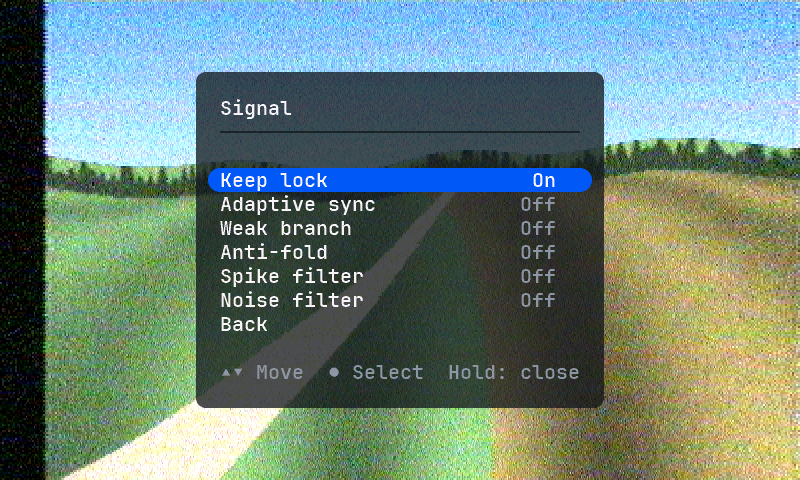 Signal
Keep lock On
Adaptive sync Off
Weak branch Off
Anti-fold Off
Spike filter Off
Noise filter Off
Back
▲▼ Move ● Select Hold: close